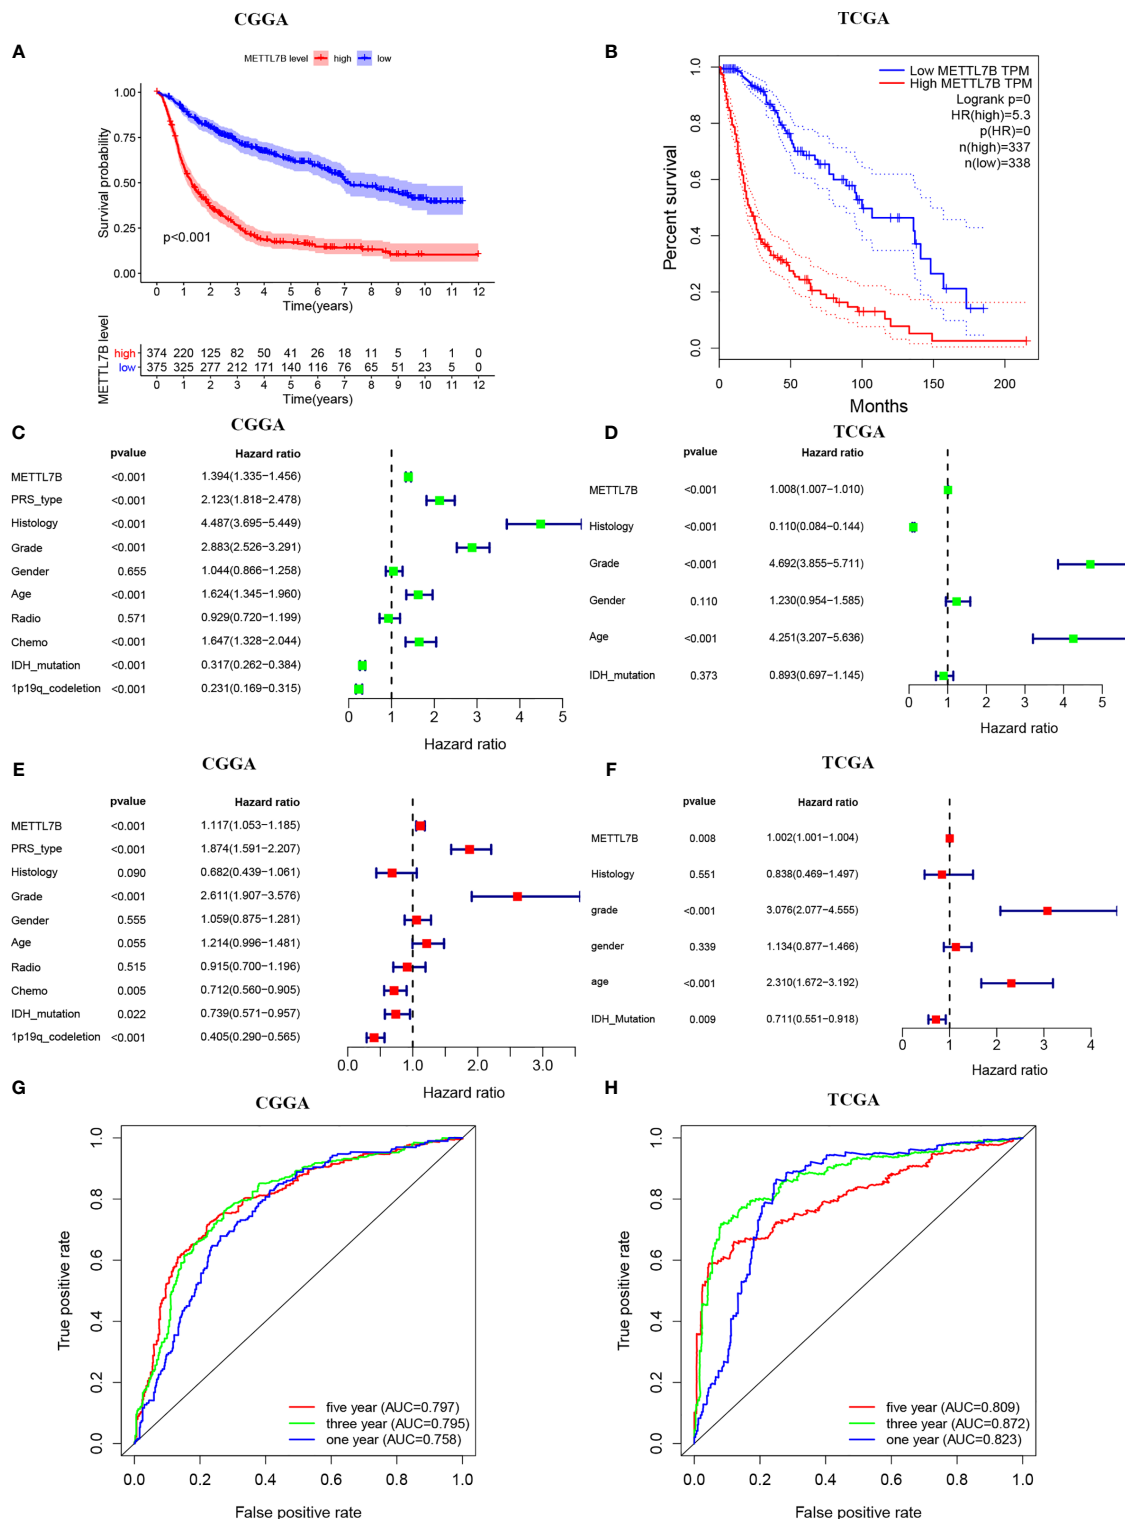 CGGA
TCGA
A
METTL7B level high low
Survival probability
1.00
0.75
0.50
0.25
0.00
p<0.001
0 1 2 3 4 5 6 7 8 9 10 11 12
Time(years)
METTL7B level
high 374 220 125 82 50 41 26 18 11 5 1 1 0
low 375 325 277 212 171 140 116 76 65 51 23 5 0
0 1 2 3 4 5 6 7 8 9 10 11 12
Time(years)
B
Low METTL7B TPM
High METTL7B TPM
Logrank p=0
HR(high)=5.3
p(HR)=0
n(high)=337
n(low)=338
Percent survival
1.0
0.8
0.6
0.4
0.2
0.0
0 50 100 150 200
Months
C
CGGA
pvalue Hazard ratio
METTL7B <0.001 1.394(1.335−1.456)
PRS_type <0.001 2.123(1.818−2.478)
Histology <0.001 4.487(3.695−5.449)
Grade <0.001 2.883(2.526−3.291)
Gender 0.655 1.044(0.866−1.258)
Age <0.001 1.624(1.345−1.960)
Radio 0.571 0.929(0.720−1.199)
Chemo <0.001 1.647(1.328−2.044)
IDH_mutation <0.001 0.317(0.262−0.384)
1p19q_codeletion <0.001 0.231(0.169−0.315)
0 1 2 3 4 5
Hazard ratio
D
TCGA
pvalue Hazard ratio
METTL7B <0.001 1.008(1.007−1.010)
Histology <0.001 0.110(0.084−0.144)
Grade <0.001 4.692(3.855−5.711)
Gender 0.110 1.230(0.954−1.585)
Age <0.001 4.251(3.207−5.636)
IDH_mutation 0.373 0.893(0.697−1.145)
0 1 2 3 4 5
Hazard ratio
E
CGGA
pvalue Hazard ratio
METTL7B <0.001 1.117(1.053−1.185)
PRS_type <0.001 1.874(1.591−2.207)
Histology 0.090 0.682(0.439−1.061)
Grade <0.001 2.611(1.907−3.576)
Gender 0.555 1.059(0.875−1.281)
Age 0.055 1.214(0.996−1.481)
Radio 0.515 0.915(0.700−1.196)
Chemo 0.005 0.712(0.560−0.905)
IDH_mutation 0.022 0.739(0.571−0.957)
1p19q_codeletion <0.001 0.405(0.290−0.565)
0.0 1.0 2.0 3.0
Hazard ratio
F
TCGA
pvalue Hazard ratio
METTL7B 0.008 1.002(1.001−1.004)
Histology 0.551 0.838(0.469−1.497)
grade <0.001 3.076(2.077−4.555)
gender 0.339 1.134(0.877−1.466)
age <0.001 2.310(1.672−3.192)
IDH_Mutation 0.009 0.711(0.551−0.918)
0 1 2 3 4
Hazard ratio
G
CGGA
True positive rate
1.0
0.8
0.6
0.4
0.2
0.0
five year (AUC=0.797)
three year (AUC=0.795)
one year (AUC=0.758)
0.0 0.2 0.4 0.6 0.8 1.0
False positive rate
H
TCGA
True positive rate
1.0
0.8
0.6
0.4
0.2
0.0
five year (AUC=0.809)
three year (AUC=0.872)
one year (AUC=0.823)
0.0 0.2 0.4 0.6 0.8 1.0
False positive rate